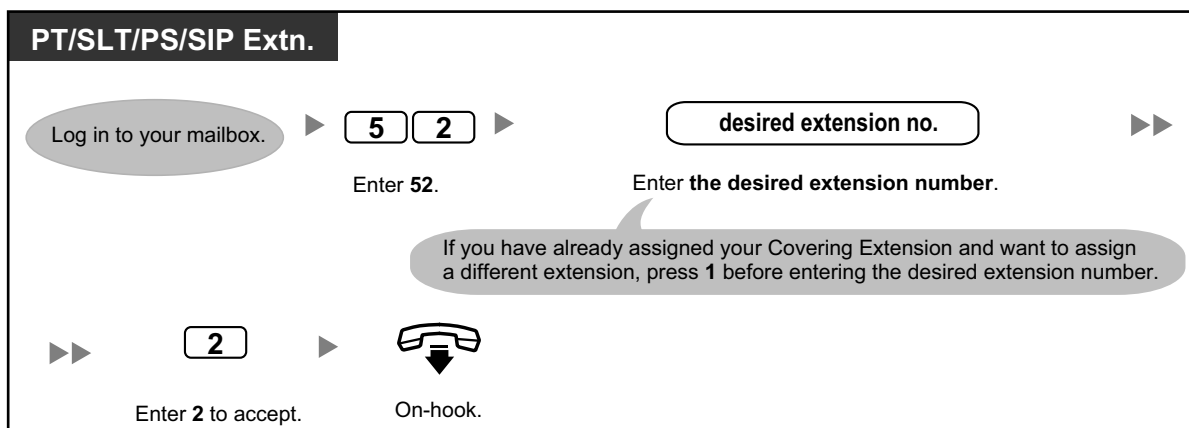 PT/SLT/PS/SIP Extn.
Log in to your mailbox.
5 2
desired extension no.
Enter 52.
Enter the desired extension number.
If you have already assigned your Covering Extension and want to assign
a different extension, press 1 before entering the desired extension number.
2
Enter 2 to accept.
On-hook.